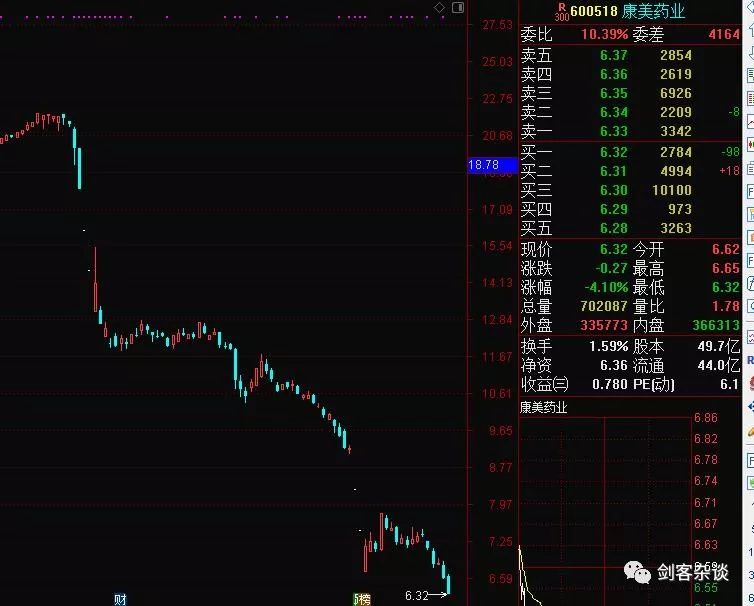 27.53
25.03
22.75
20.68
18.78
17.09
15.54
14.13
12.84
11.67
10.61
9.65
8.77
7.97
7.25
6.59
6.32
财
榜
R
300
600518 康美药业
委比 10.39% 委差 4164
卖五 6.37 2854
卖四 6.36 2619
卖三 6.35 6926
卖二 6.34 2209 -8
卖一 6.33 3342
买一 6.32 2784 -98
买二 6.31 4994 +18
买三 6.30 10100
买四 6.29 973
买五 6.28 3263
现价 6.32 今开 6.62
涨跌 -0.27 最高 6.65
涨幅 -4.10% 最低 6.32
总量 702087 量比 1.78
外盘 335773 内盘 366313
换手 1.59% 股本 49.7亿
净资 6.36 流通 44.0亿
收益㈢ 0.780 PE(动) 6.1
康美药业
6.86
6.82
6.78
6.74
6.71
6.67
6.63
6.59
6.55
剑客杂谈